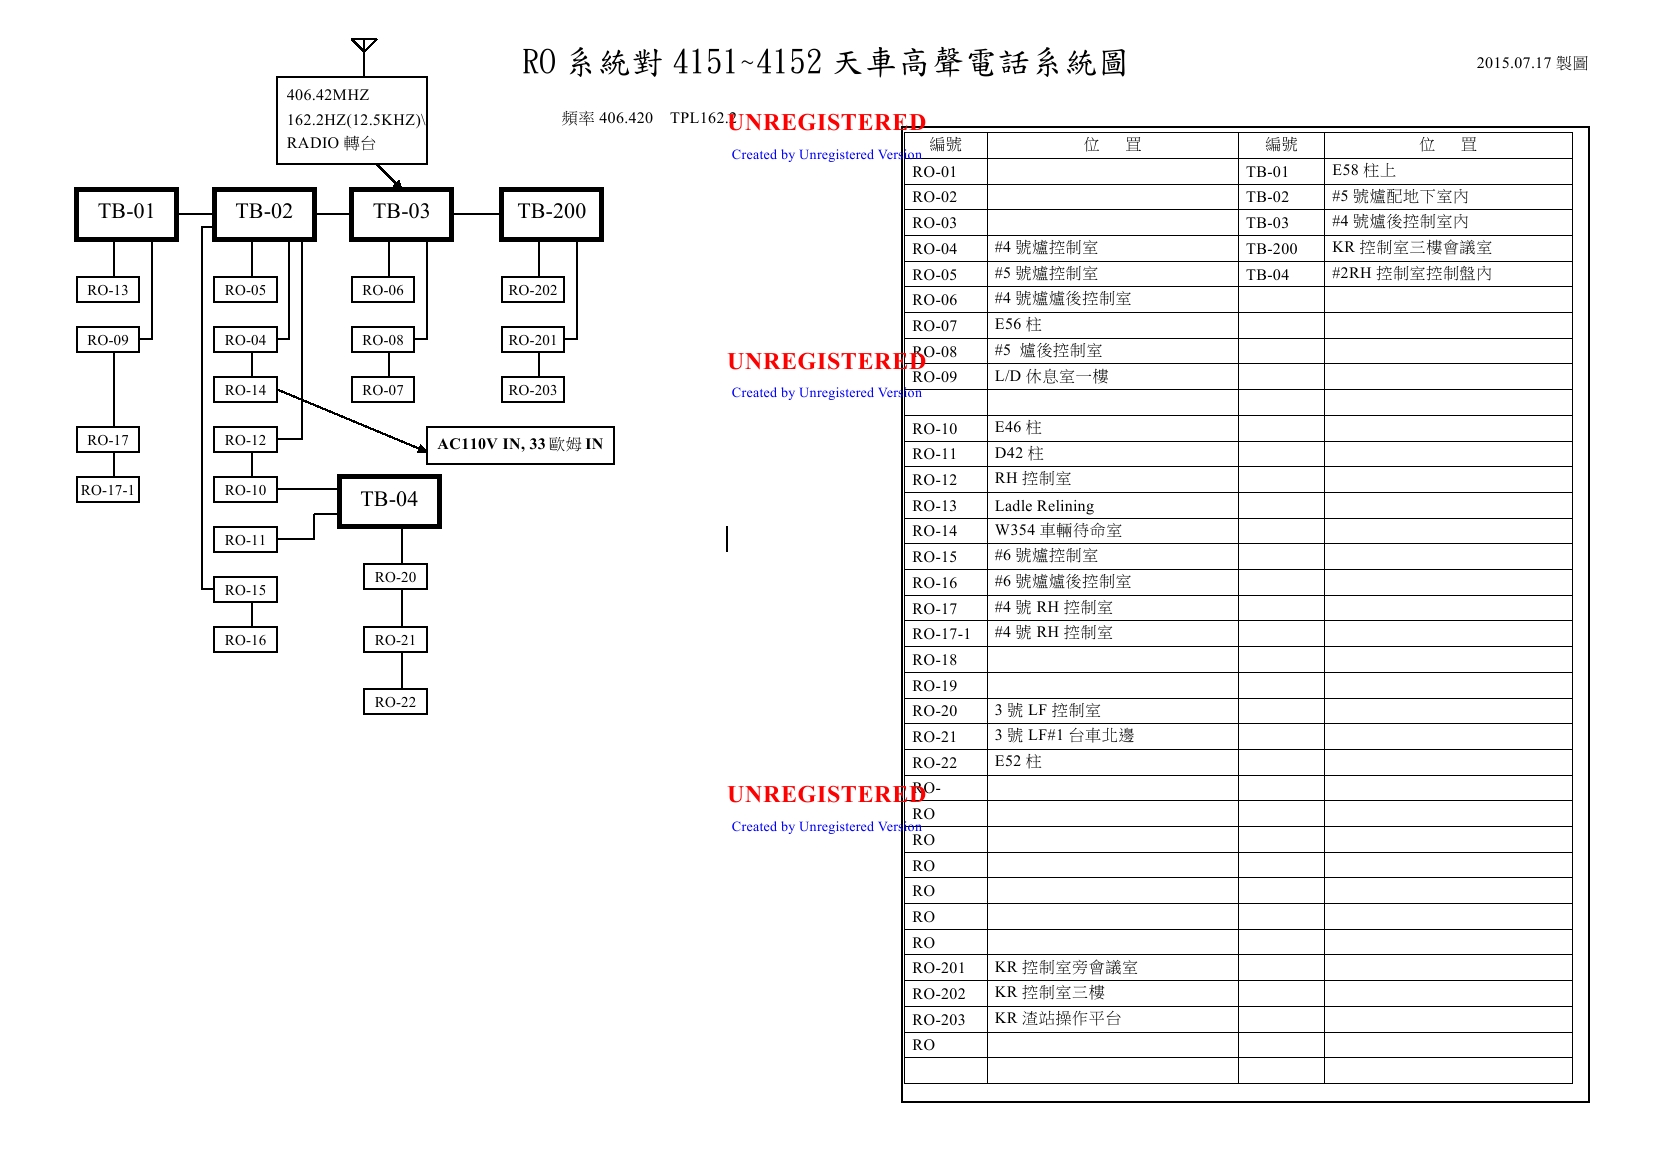 RO 系統對 4151~4152 天車高聲電話系統圖
2015.07.17 製圖
頻率 406.420 TPL162.2
406.42MHZ
162.2HZ(12.5KHZ)\
RADIO 轉台
TB-01
TB-02
TB-03
TB-200
RO-13
RO-05
RO-06
RO-202
RO-09
RO-04
RO-08
RO-201
RO-14
RO-07
RO-203
RO-17
RO-12
AC110V IN, 33 歐姆 IN
RO-17-1
RO-10
TB-04
RO-11
RO-20
RO-15
RO-16
RO-21
RO-22
UNREGISTERED
Created by Unregistered Version
UNREGISTERED
Created by Unregistered Version
UNREGISTERED
Created by Unregistered Version
編號 位 置 編號 位 置
RO-01 TB-01 E58 柱上
RO-02 TB-02 #5 號爐配地下室內
RO-03 TB-03 #4 號爐後控制室內
RO-04 #4 號爐控制室 TB-200 KR 控制室三樓會議室
RO-05 #5 號爐控制室 TB-04 #2RH 控制室控制盤內
RO-06 #4 號爐爐後控制室
RO-07 E56 柱
RO-08 #5 爐後控制室
RO-09 L/D 休息室一樓
RO-10 E46 柱
RO-11 D42 柱
RO-12 RH 控制室
RO-13 Ladle Relining
RO-14 W354 車輛待命室
RO-15 #6 號爐控制室
RO-16 #6 號爐爐後控制室
RO-17 #4 號 RH 控制室
RO-17-1 #4 號 RH 控制室
RO-18
RO-19
RO-20 3 號 LF 控制室
RO-21 3 號 LF#1 台車北邊
RO-22 E52 柱
RO-
RO
RO
RO
RO
RO
RO
RO-201 KR 控制室旁會議室
RO-202 KR 控制室三樓
RO-203 KR 渣站操作平台
RO